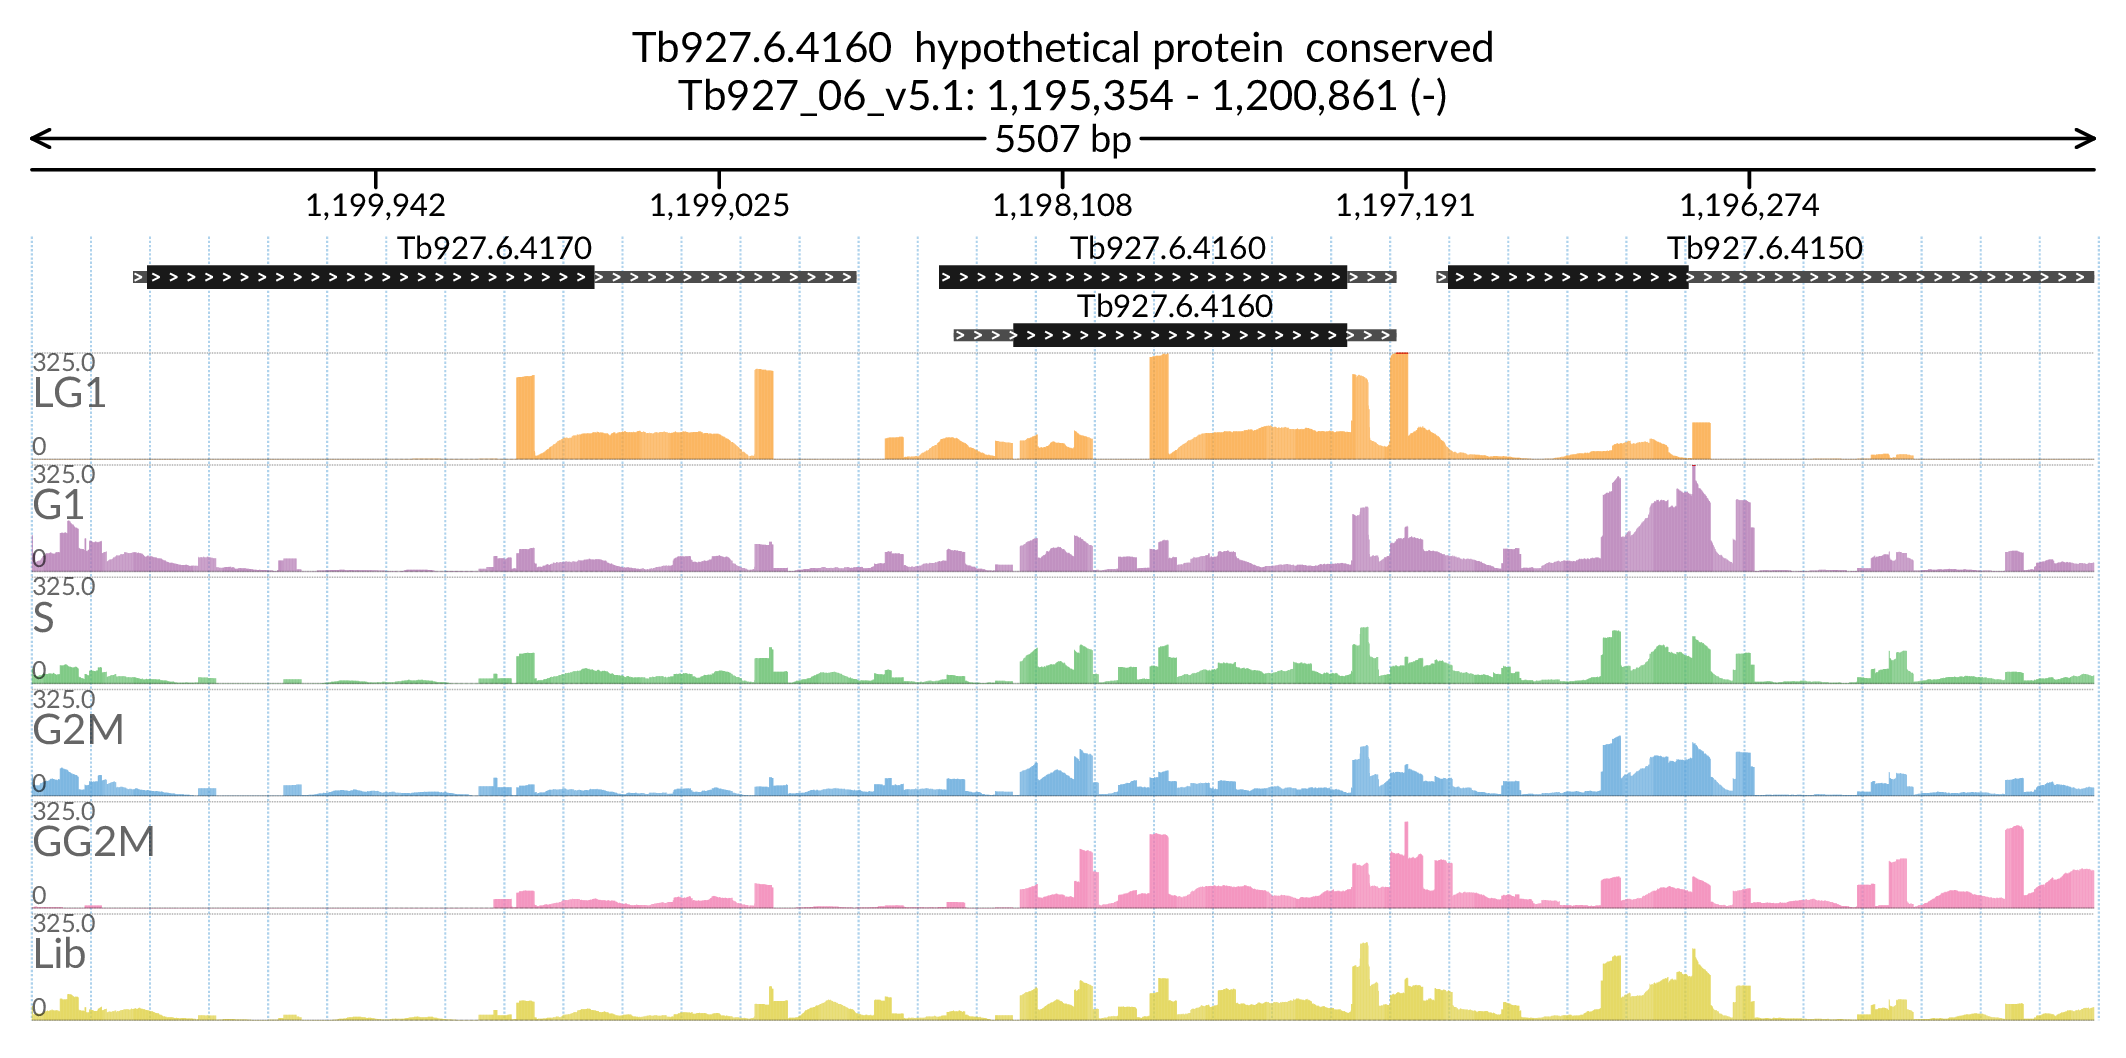 Tb927.6.4160  hypothetical protein  conserved
Tb927_06_v5.1: 1,195,354 - 1,200,861 (-)
5507 bp
1,199,942 1,199,025 1,198,108 1,197,191 1,196,274
Tb927.6.4170 Tb927.6.4160 Tb927.6.4150
Tb927.6.4160
325.0
LG1
0
325.0
G1
0
325.0
S
0
325.0
G2M
0
325.0
GG2M
0
325.0
Lib
0